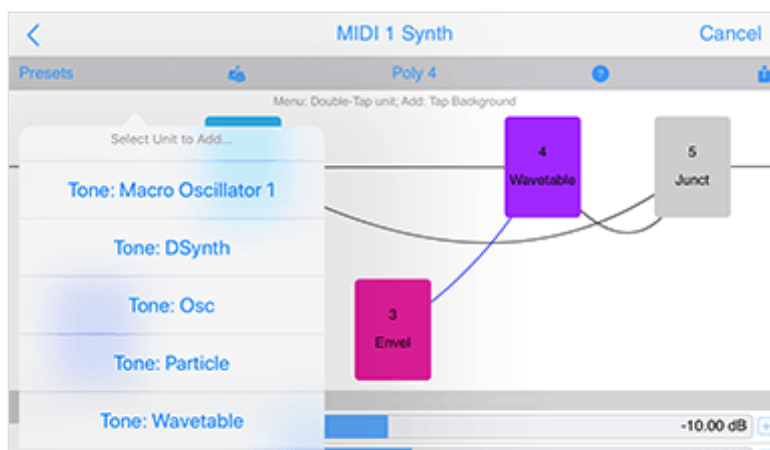 MIDI 1 Synth
Cancel
Presets
Poly 4
?
Menu: Double-Tap unit; Add: Tap Background
Select Unit to Add...
Tone: Macro Oscillator 1
Tone: DSynth
Tone: Osc
Tone: Particle
Tone: Wavetable
4
Wavetable
5
Junct
3
Envel
-10.00 dB
+